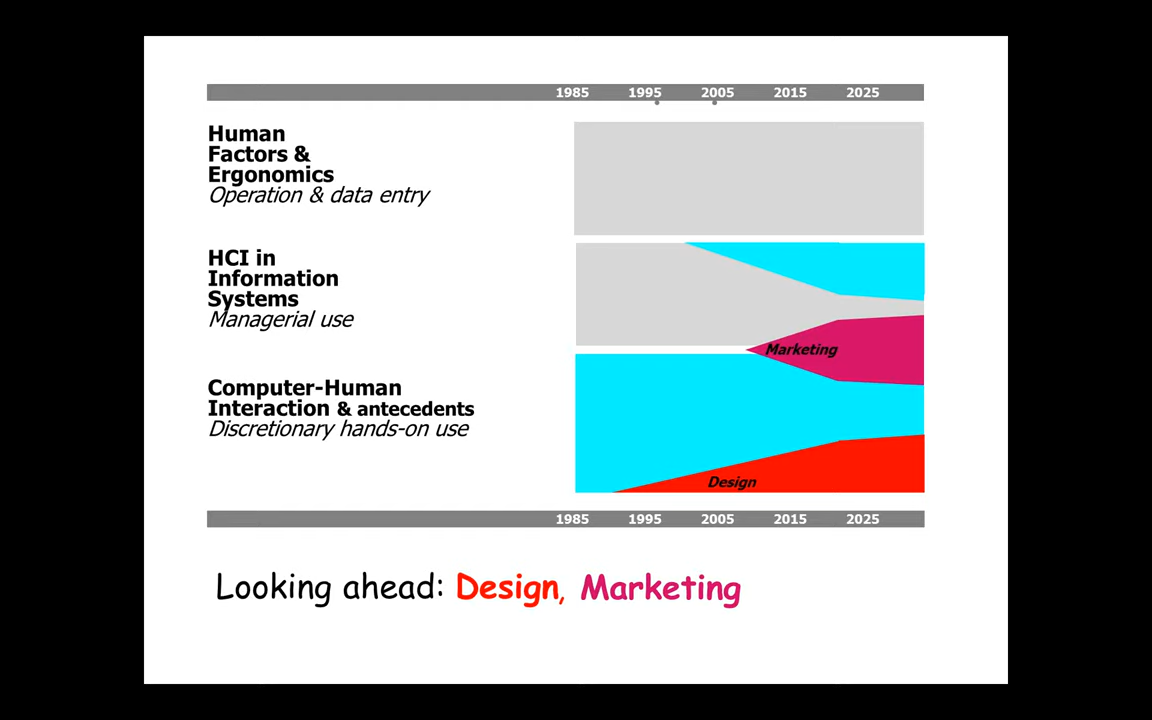 1985 1995 2005 2015 2025
Human
Factors &
Ergonomics
Operation & data entry
HCI in
Information
Systems
Managerial use
Marketing
Computer-Human
Interaction & antecedents
Discretionary hands-on use
Design
1985 1995 2005 2015 2025
Looking ahead: Design, Marketing